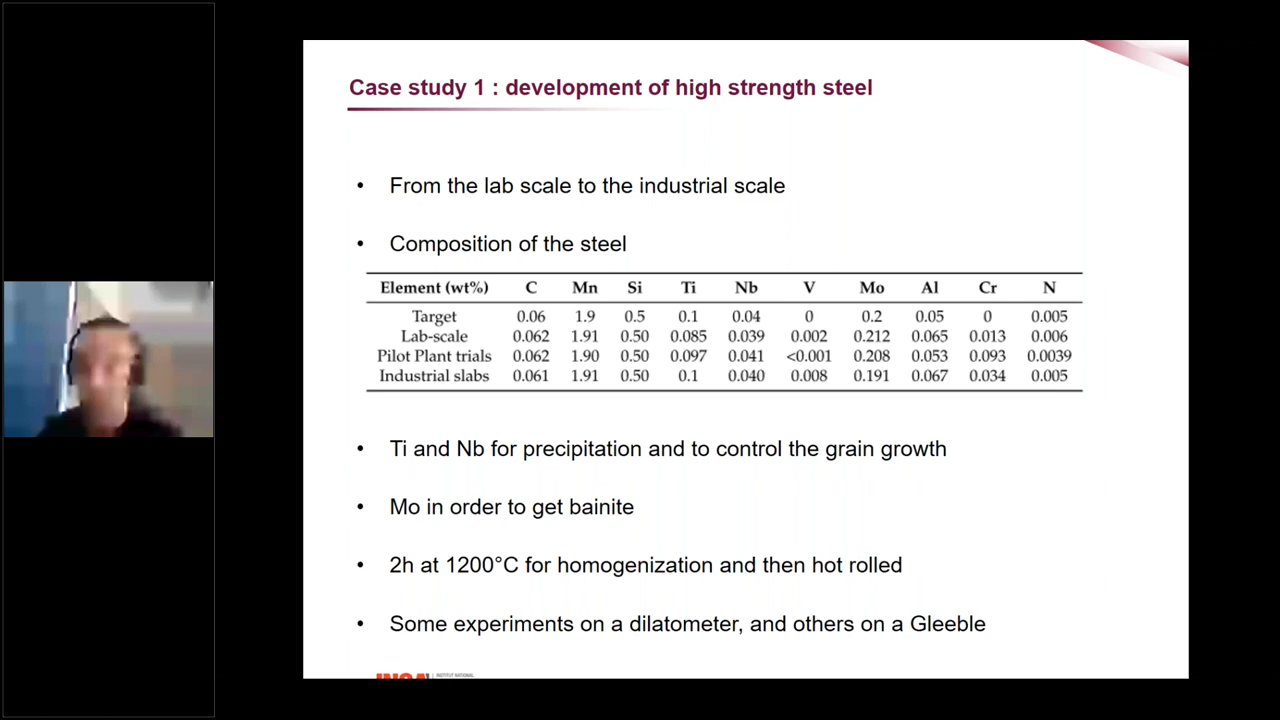 Case study 1 : development of high strength steel
• From the lab scale to the industrial scale
• Composition of the steel
Element (wt%) C Mn Si Ti Nb V Mo Al Cr N
Target 0.06 1.9 0.5 0.1 0.04 0 0.2 0.05 0 0.005
Lab-scale 0.062 1.91 0.50 0.085 0.039 0.002 0.212 0.065 0.013 0.006
Pilot Plant trials 0.062 1.90 0.50 0.097 0.041 <0.001 0.208 0.053 0.093 0.0039
Industrial slabs 0.061 1.91 0.50 0.1 0.040 0.008 0.191 0.067 0.034 0.005
• Ti and Nb for precipitation and to control the grain growth
• Mo in order to get bainite
• 2h at 1200°C for homogenization and then hot rolled
• Some experiments on a dilatometer, and others on a Gleeble
INSTITUT NATIONAL